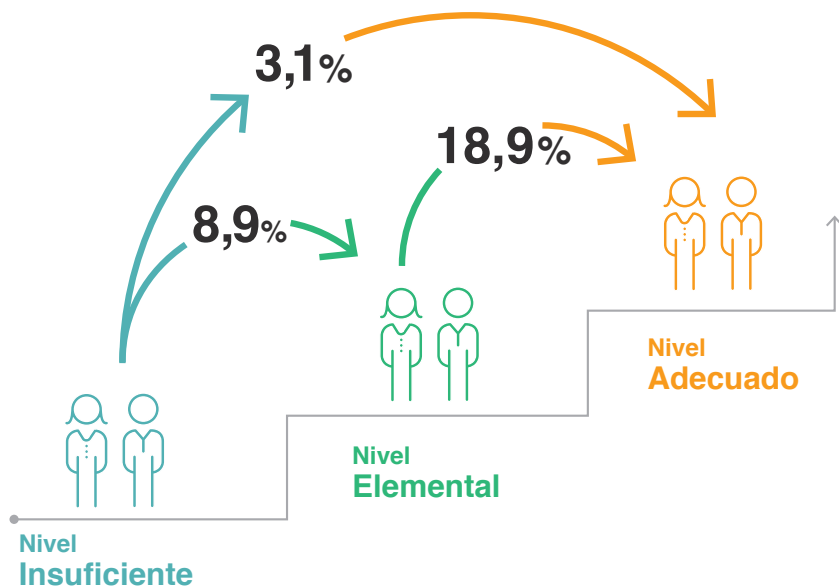 3,1%
18,9%
8,9%
Nivel
Adecuado
Nivel
Elemental
Nivel
Insuficiente